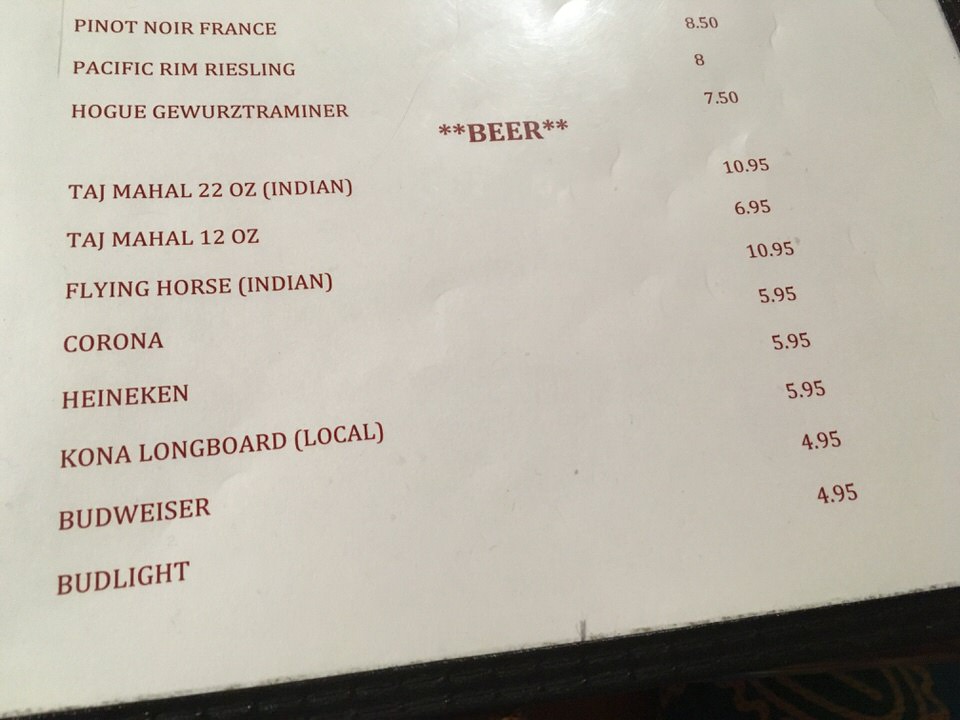 PINOT NOIR FRANCE 8.50
PACIFIC RIM RIESLING 8
HOGUE GEWURZTRAMINER 7.50
**BEER**
TAJ MAHAL 22 OZ (INDIAN) 10.95
TAJ MAHAL 12 OZ 6.95
FLYING HORSE (INDIAN) 10.95
CORONA 5.95
HEINEKEN 5.95
KONA LONGBOARD (LOCAL) 5.95
BUDWEISER 4.95
BUDLIGHT 4.95